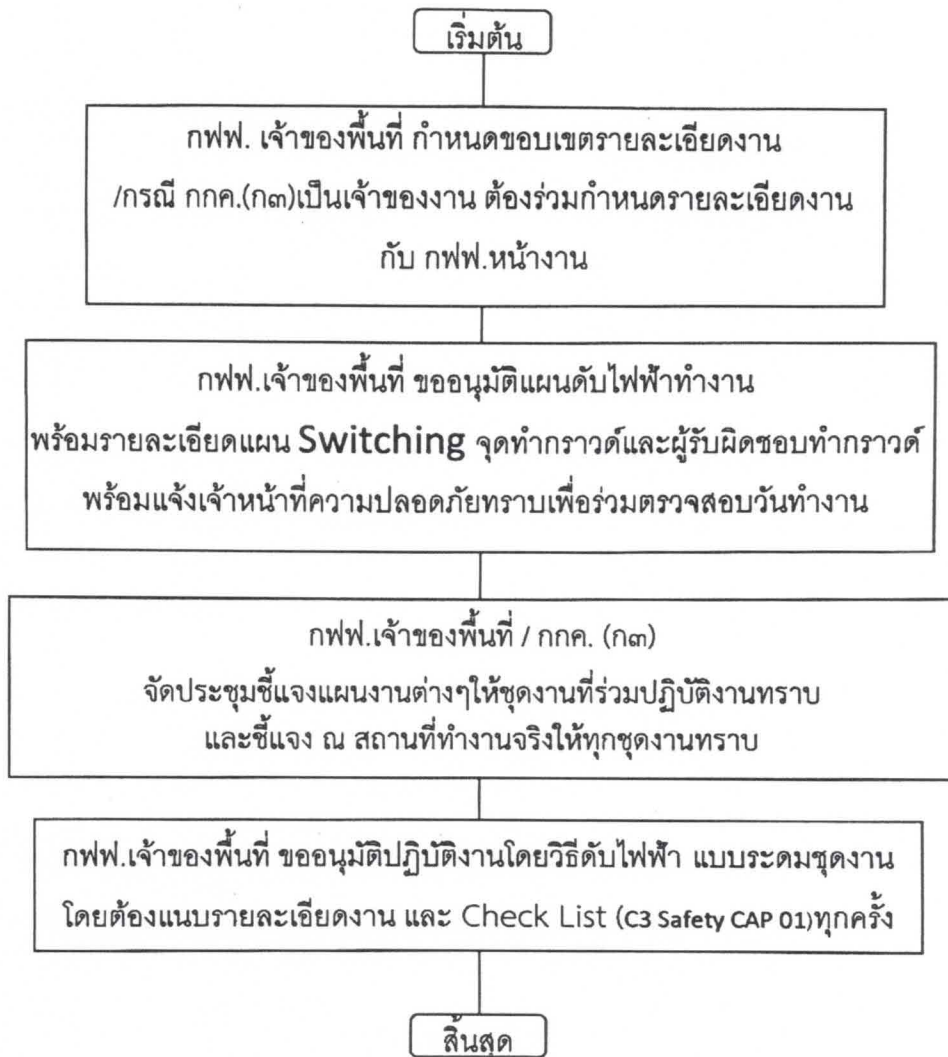 เริ่มต้น
กฟฟ. เจ้าของพื้นที่ กำหนดขอบเขตรายละเอียดงาน
/กรณี กกค.(ก๓)เป็นเจ้าของงาน ต้องร่วมกำหนดรายละเอียดงาน
กับ กฟฟ.หน้างาน
กฟฟ.เจ้าของพื้นที่ ขออนุมัติแผนดับไฟฟ้าทำงาน
พร้อมรายละเอียดแผน Switching จุดทำกราวด์และผู้รับผิดชอบทำกราวด์
พร้อมแจ้งเจ้าหน้าที่ความปลอดภัยทราบเพื่อร่วมตรวจสอบวันทำงาน
กฟฟ.เจ้าของพื้นที่ / กกค. (ก๓)
จัดประชุมชี้แจงแผนงานต่างๆให้ชุดงานที่ร่วมปฏิบัติงานทราบ
และชี้แจง ณ สถานที่ทำงานจริงให้ทุกชุดงานทราบ
กฟฟ.เจ้าของพื้นที่ ขออนุมัติปฏิบัติงานโดยวิธีดับไฟฟ้า แบบระดมชุดงาน
โดยต้องแนบรายละเอียดงาน และ Check List (C3 Safety CAP 01)ทุกครั้ง
สิ้นสุด